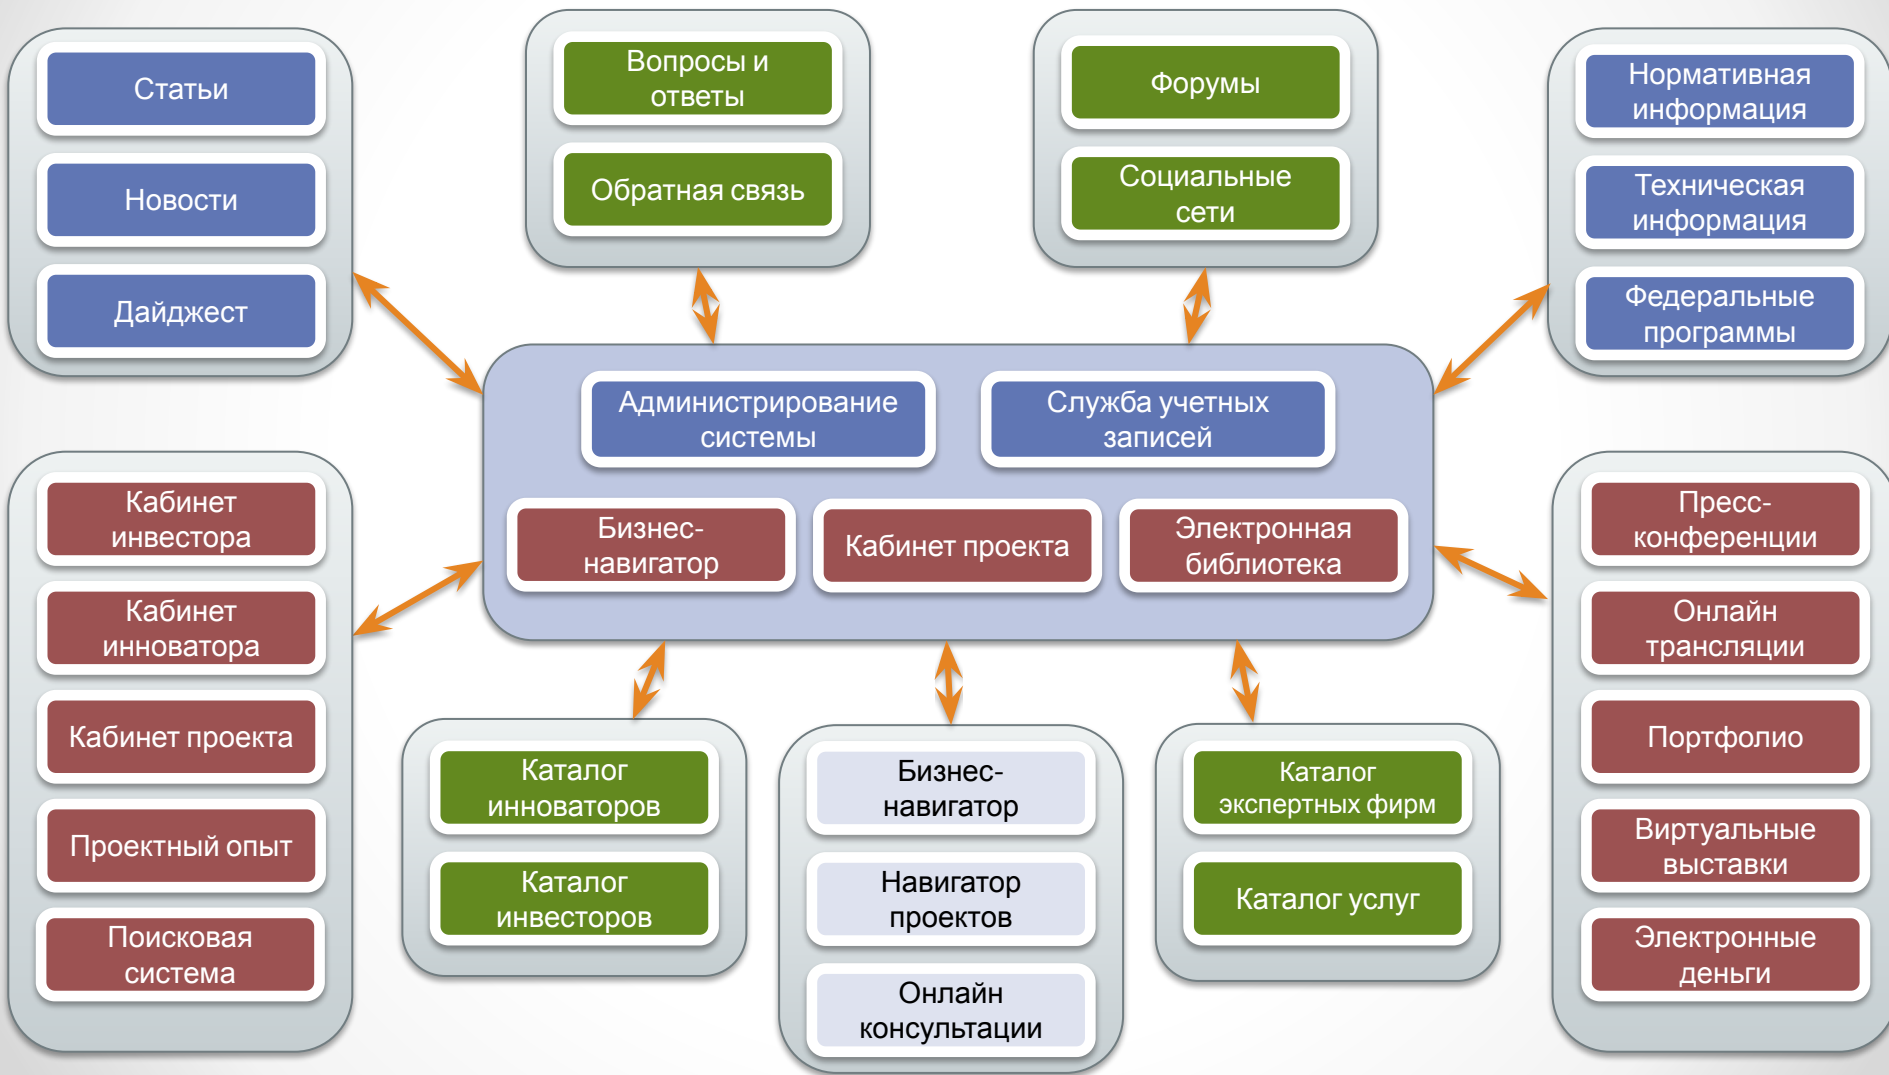 Статьи
Новости
Дайджест
Вопросы и
ответы
Обратная связь
Форумы
Социальные
сети
Нормативная
информация
Техническая
информация
Федеральные
программы
Администрирование
системы
Служба учетных
записей
Бизнес-
навигатор
Кабинет проекта
Электронная
библиотека
Кабинет
инвестора
Кабинет
инноватора
Кабинет проекта
Проектный опыт
Поисковая
система
Каталог
инноваторов
Каталог
инвесторов
Бизнес-
навигатор
Навигатор
проектов
Онлайн
консультации
Каталог
экспертных фирм
Каталог услуг
Пресс-
конференции
Онлайн
трансляции
Портфолио
Виртуальные
выставки
Электронные
деньги